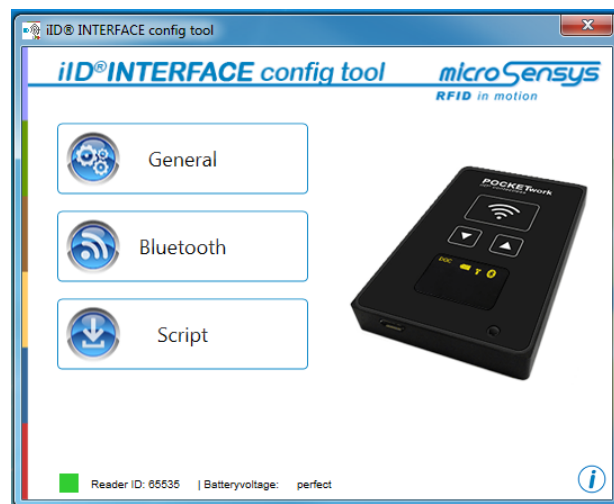 iID® INTERFACE config tool
iID®INTERFACE config tool
microSensys
RFID in motion
General
Bluetooth
Script
POCKETwork
DOC
Reader ID: 65535 | Batteryvoltage: perfect